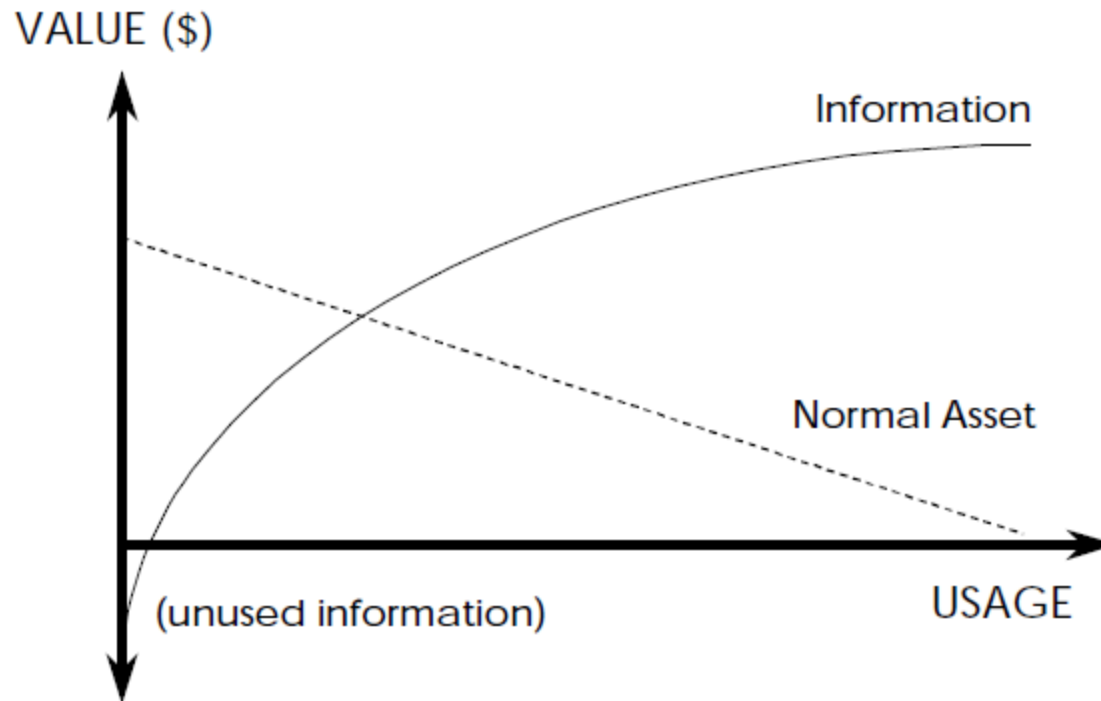 VALUE ($)
Information
Normal Asset
(unused information)
USAGE